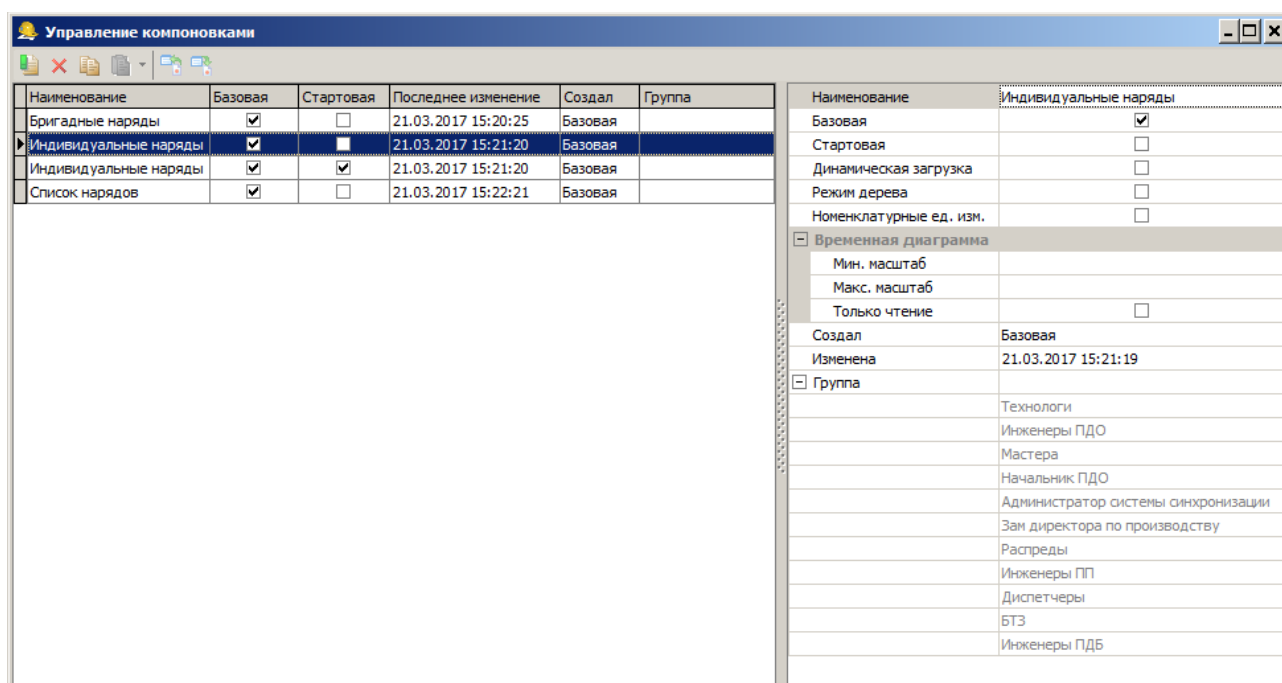 Управление компоновками
Наименование Базовая Стартовая Последнее изменение Создал Группа
Бригадные наряды 21.03.2017 15:20:25 Базовая
Индивидуальные наряды 21.03.2017 15:21:20 Базовая
Индивидуальные наряды 21.03.2017 15:21:20 Базовая
Список нарядов 21.03.2017 15:22:21 Базовая
Наименование Индивидуальные наряды
Базовая
Стартовая
Динамическая загрузка
Режим дерева
Номенклатурные ед. изм.
Временная диаграмма
Мин. масштаб
Макс. масштаб
Только чтение
Создал Базовая
Изменена 21.03.2017 15:21:19
Группа
Технологи
Инженеры ПДО
Мастера
Начальник ПДО
Администратор системы синхронизации
Зам директора по производству
Распреды
Инженеры ПП
Диспетчеры
БТЗ
Инженеры ПДБ